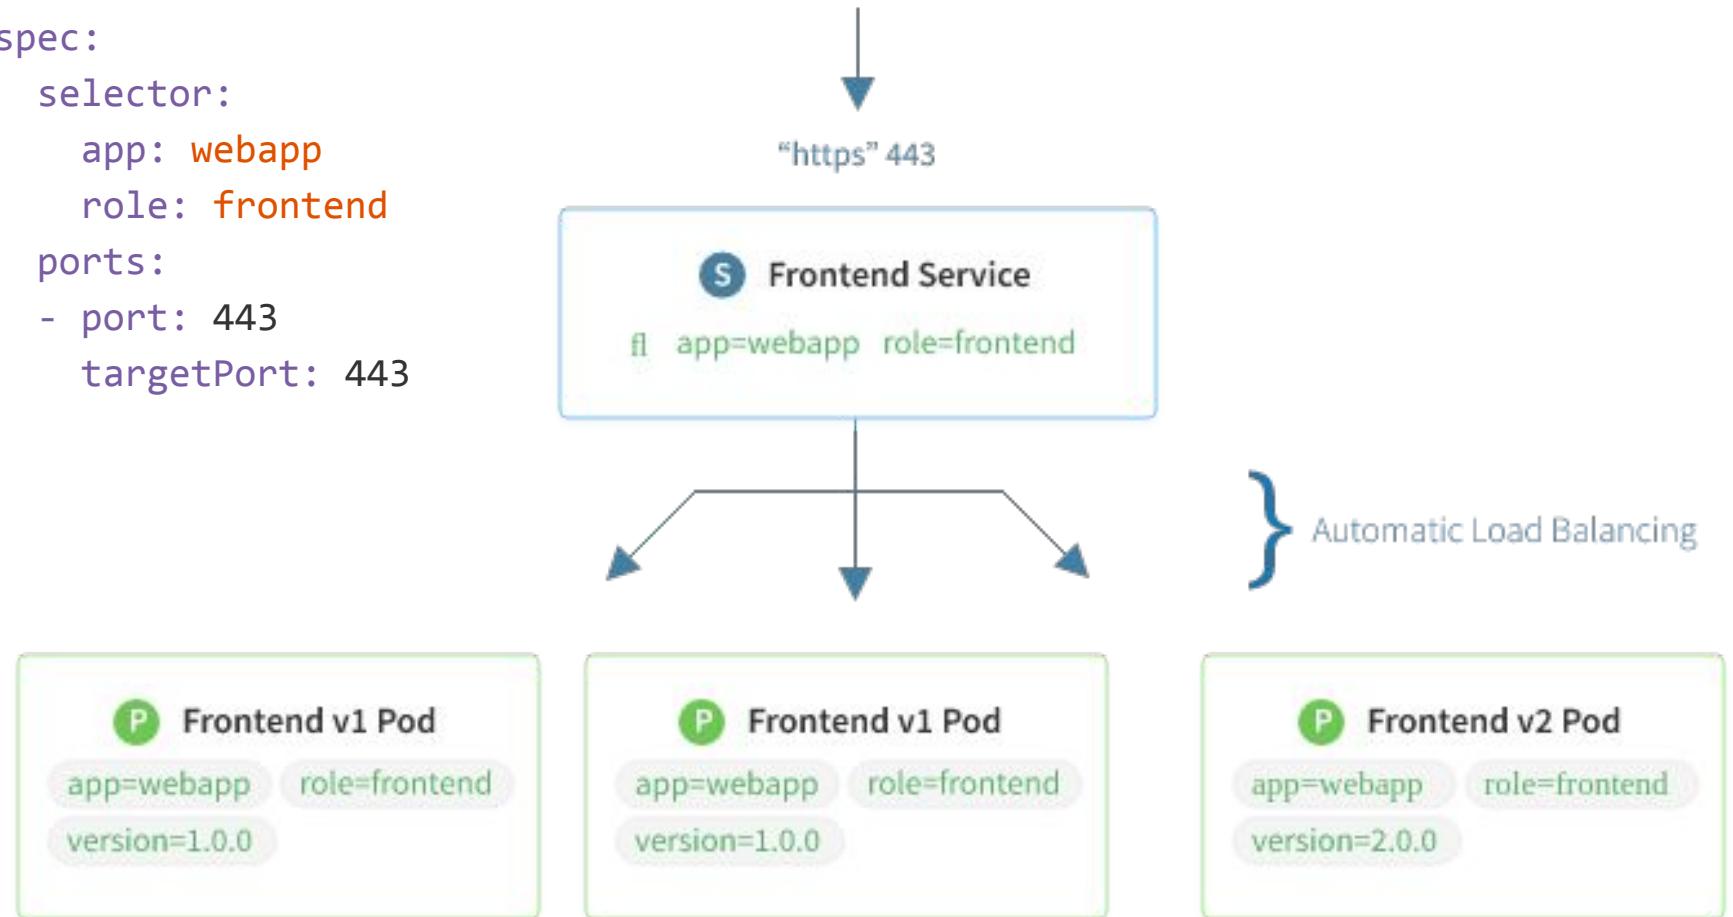 spec:
  selector:
    app: webapp
    role: frontend
  ports:
  - port: 443
    targetPort: 443
“https” 443
S Frontend Service
fl app=webapp role=frontend
} Automatic Load Balancing
P Frontend v1 Pod
app=webapp role=frontend
version=1.0.0
P Frontend v1 Pod
app=webapp role=frontend
version=1.0.0
P Frontend v2 Pod
app=webapp role=frontend
version=2.0.0